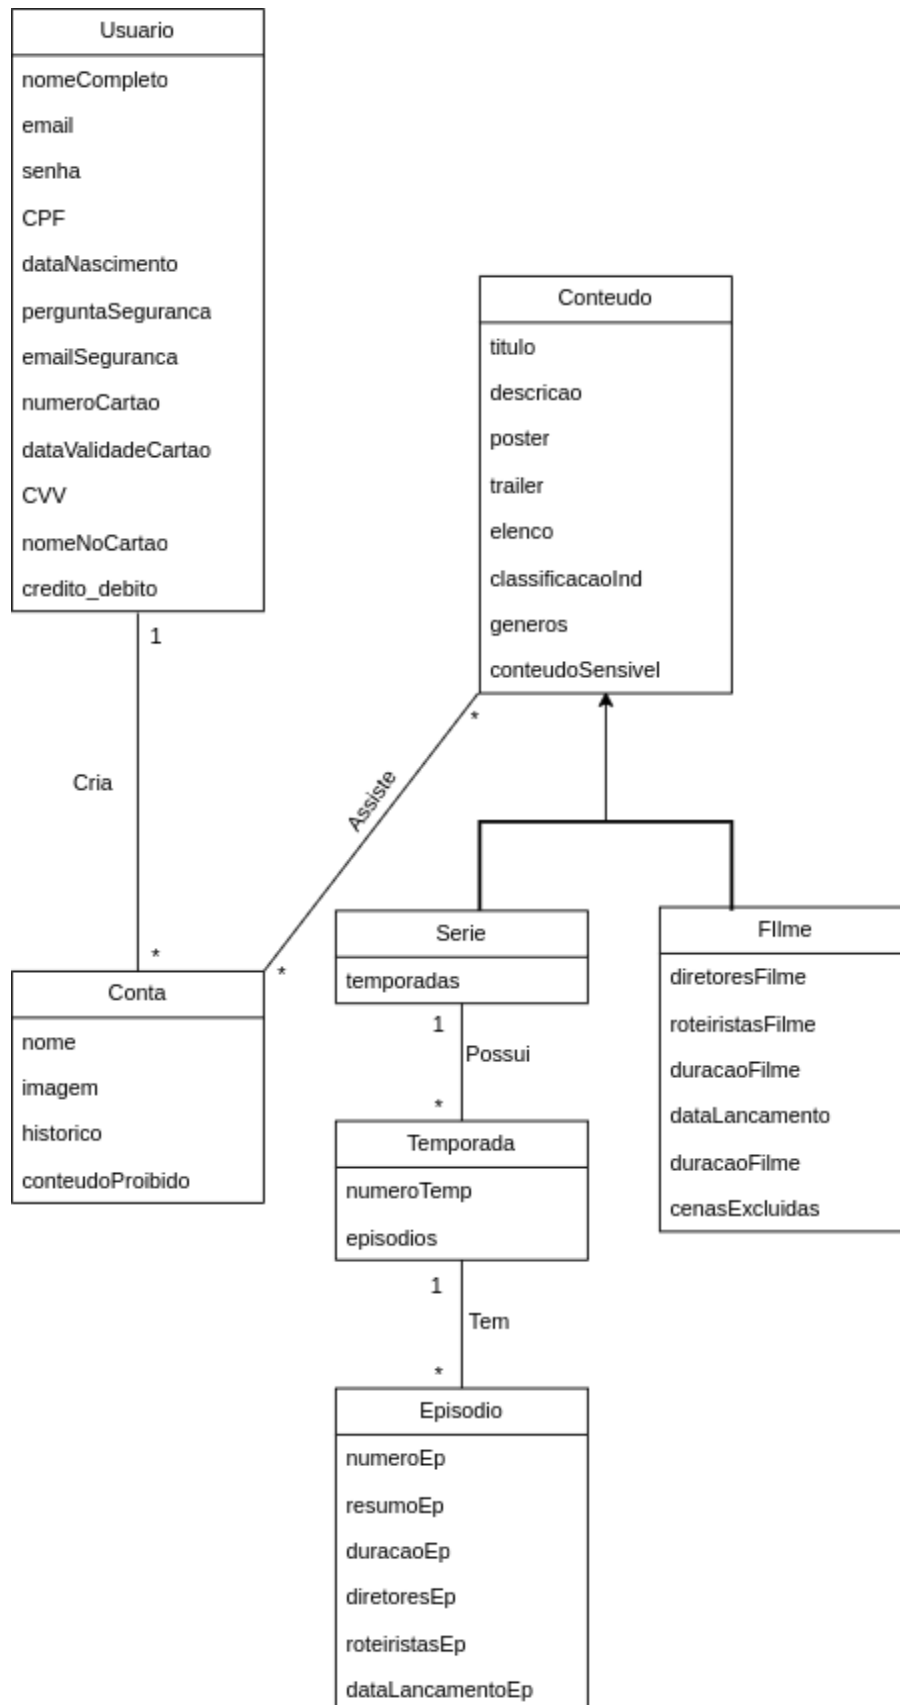 Usuario
nomeCompleto
email
senha
CPF
dataNascimento
perguntaSeguranca
emailSeguranca
numeroCartao
dataValidadeCartao
CVV
nomeNoCartao
credito_debito
1
Cria
*
Conta
nome
imagem
historico
conteudoProibido
Conteudo
titulo
descricao
poster
trailer
elenco
classificacaoInd
generos
conteudoSensivel
*
Assiste
*
Serie
temporadas
1
Possui
*
Temporada
numeroTemp
episodios
1
Tem
*
Episodio
numeroEp
resumoEp
duracaoEp
diretoresEp
roteiristasEp
dataLancamentoEp
FIlme
diretoresFilme
roteiristasFilme
duracaoFilme
dataLancamento
duracaoFilme
cenasExcluidas